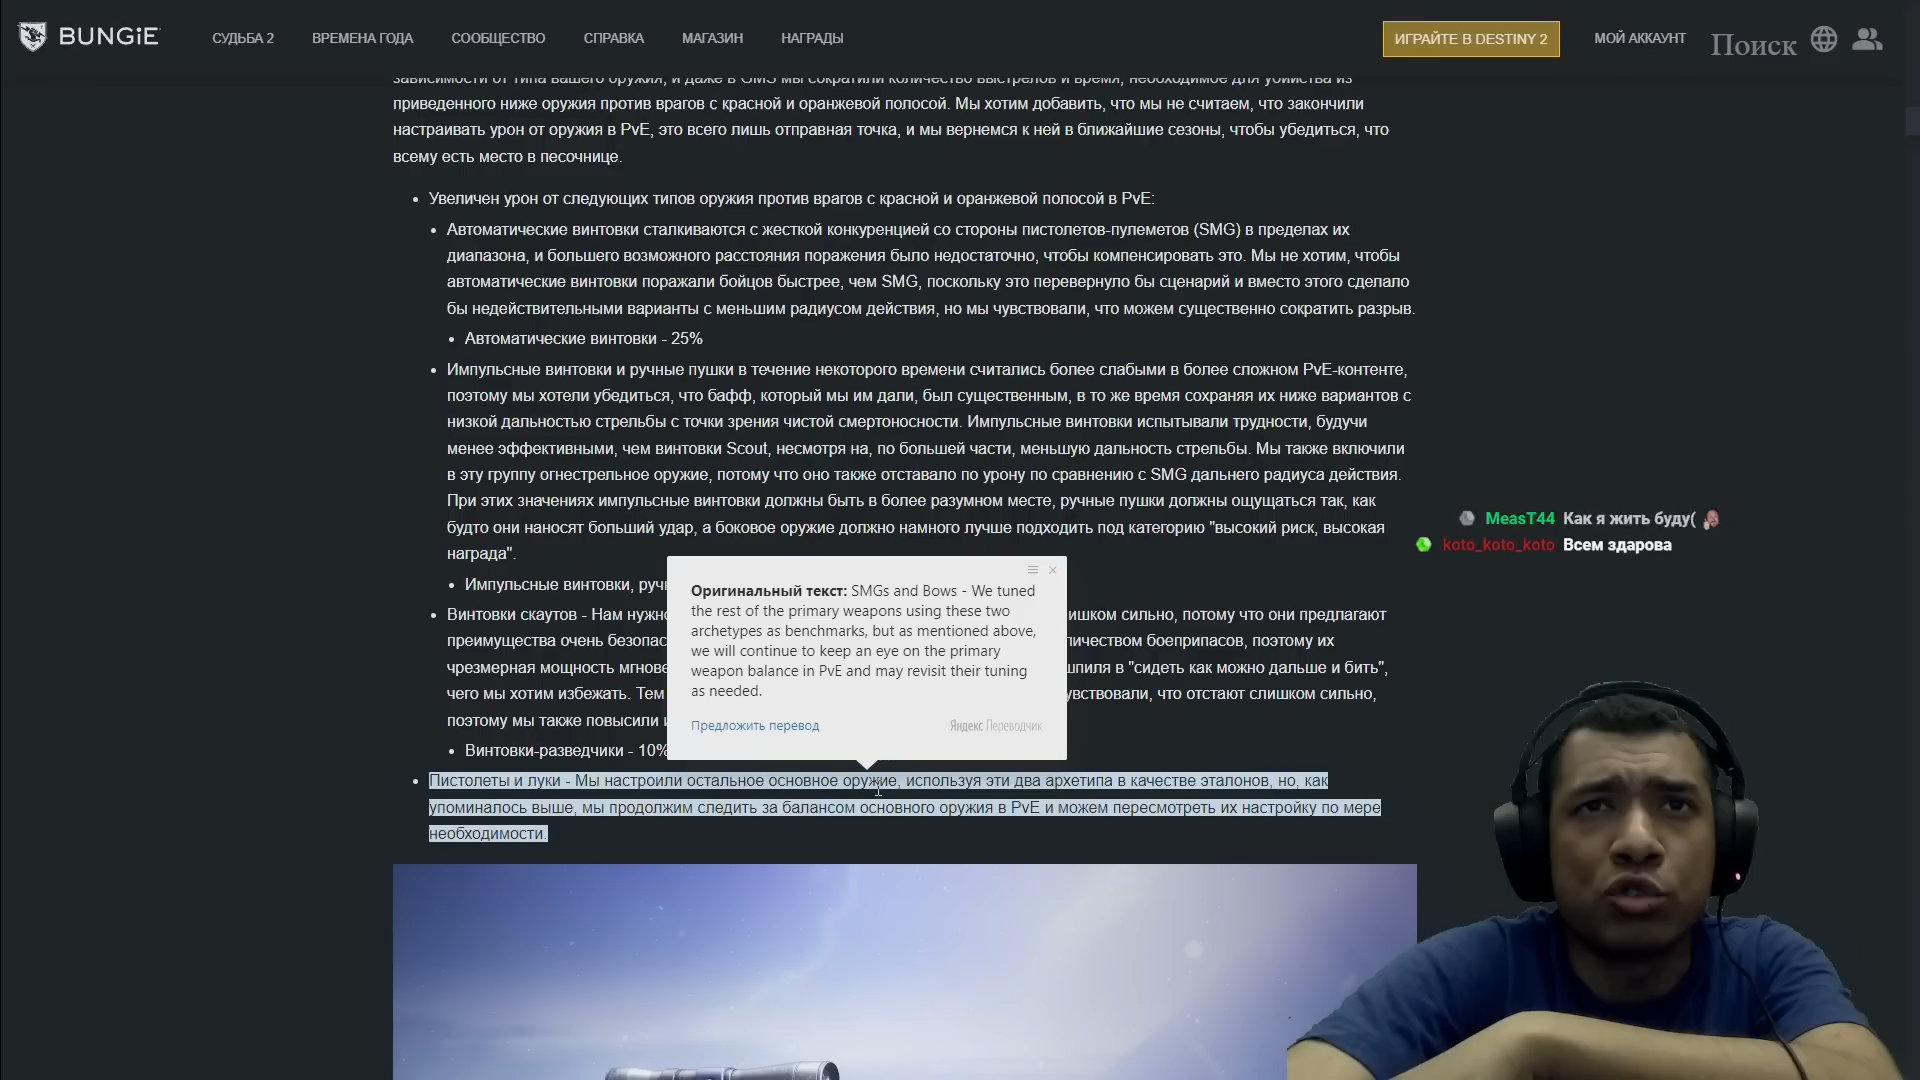 BUNGiE
СУДЬБА 2
ВРЕМЕНА ГОДА
СООБЩЕСТВО
СПРАВКА
МАГАЗИН
НАГРАДЫ
ИГРАЙТЕ В DESTINY 2
МОЙ АККАУНТ
Поиск
зависимости от типа вашего оружия, и даже в GMS мы сократили количество выстрелов и время, необходимое для убийства из
приведенного ниже оружия против врагов с красной и оранжевой полосой. Мы хотим добавить, что мы не считаем, что закончили
настраивать урон от оружия в PvE, это всего лишь отправная точка, и мы вернемся к ней в ближайшие сезоны, чтобы убедиться, что
всему есть место в песочнице.
• Увеличен урон от следующих типов оружия против врагов с красной и оранжевой полосой в PvE:
• Автоматические винтовки сталкиваются с жесткой конкуренцией со стороны пистолетов-пулеметов (SMG) в пределах их
диапазона, и большего возможного расстояния поражения было недостаточно, чтобы компенсировать это. Мы не хотим, чтобы
автоматические винтовки поражали бойцов быстрее, чем SMG, поскольку это перевернуло бы сценарий и вместо этого сделало
бы недействительными варианты с меньшим радиусом действия, но мы чувствовали, что можем существенно сократить разрыв.
• Автоматические винтовки - 25%
• Импульсные винтовки и ручные пушки в течение некоторого времени считались более слабыми в более сложном PvE-контенте,
поэтому мы хотели убедиться, что бафф, который мы им дали, был существенным, в то же время сохраняя их ниже вариантов с
низкой дальностью стрельбы с точки зрения чистой смертоносности. Импульсные винтовки испытывали трудности, будучи
менее эффективными, чем винтовки Scout, несмотря на, по большей части, меньшую дальность стрельбы. Мы также включили
в эту группу огнестрельное оружие, потому что оно также отставало по урону по сравнению с SMG дальнего радиуса действия.
При этих значениях импульсные винтовки должны быть в более разумном месте, ручные пушки должны ощущаться так, как
будто они наносят больший удар, а боковое оружие должно намного лучше подходить под категорию "высокий риск, высокая
награда".
• Импульсные винтовки, руч
• Винтовки скаутов - Нам нужно ишком сильно, потому что они предлагают
преимущества очень безопас личеством боеприпасов, поэтому их
чрезмерная мощность мгнове шпиля в "сидеть как можно дальше и бить",
чего мы хотим избежать. Тем увствовали, что отстают слишком сильно,
поэтому мы также повысили
• Винтовки-разведчики - 10%
Оригинальный текст: SMGs and Bows - We tuned
the rest of the primary weapons using these two
archetypes as benchmarks, but as mentioned above,
we will continue to keep an eye on the primary
weapon balance in PvE and may revisit their tuning
as needed.
Предложить перевод
Яндекс Переводчик
• Пистолеты и луки - Мы настроили остальное основное оружие, используя эти два архетипа в качестве эталонов, но, как
упоминалось выше, мы продолжим следить за балансом основного оружия в PvE и можем пересмотреть их настройку по мере
необходимости.
MeasT44 Как я жить буду(
koto_koto_koto Всем здарова